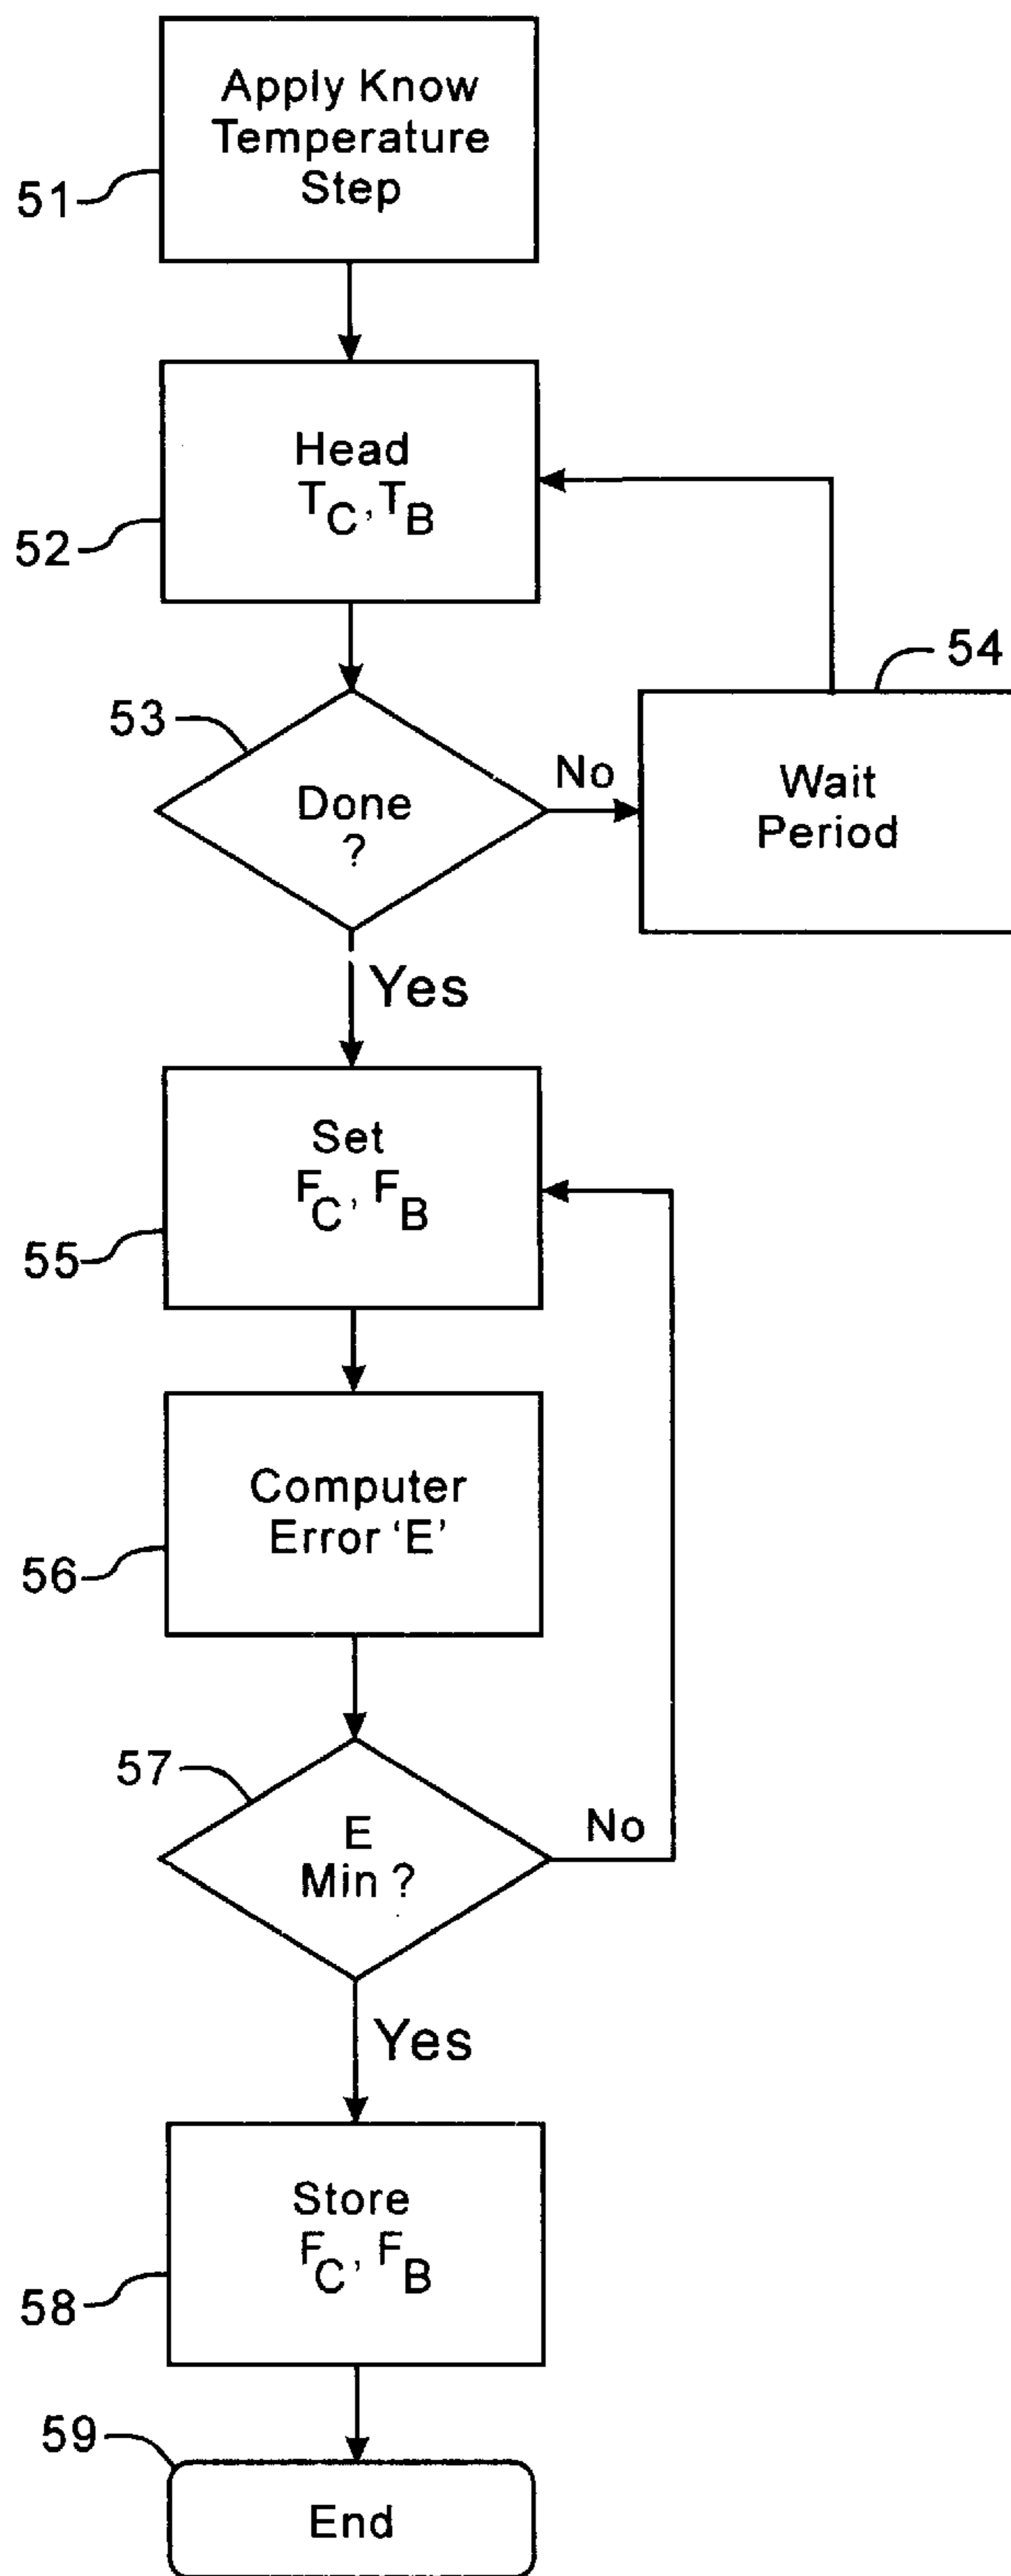 Apply Know
Temperature
Step
51
Head
T_C, T_B
52
54
53
Done
?
No
Wait
Period
Yes
Set
F_C, F_B
55
Computer
Error 'E'
56
57
E
Min ?
No
Yes
Store
F_C, F_B
58
59
End